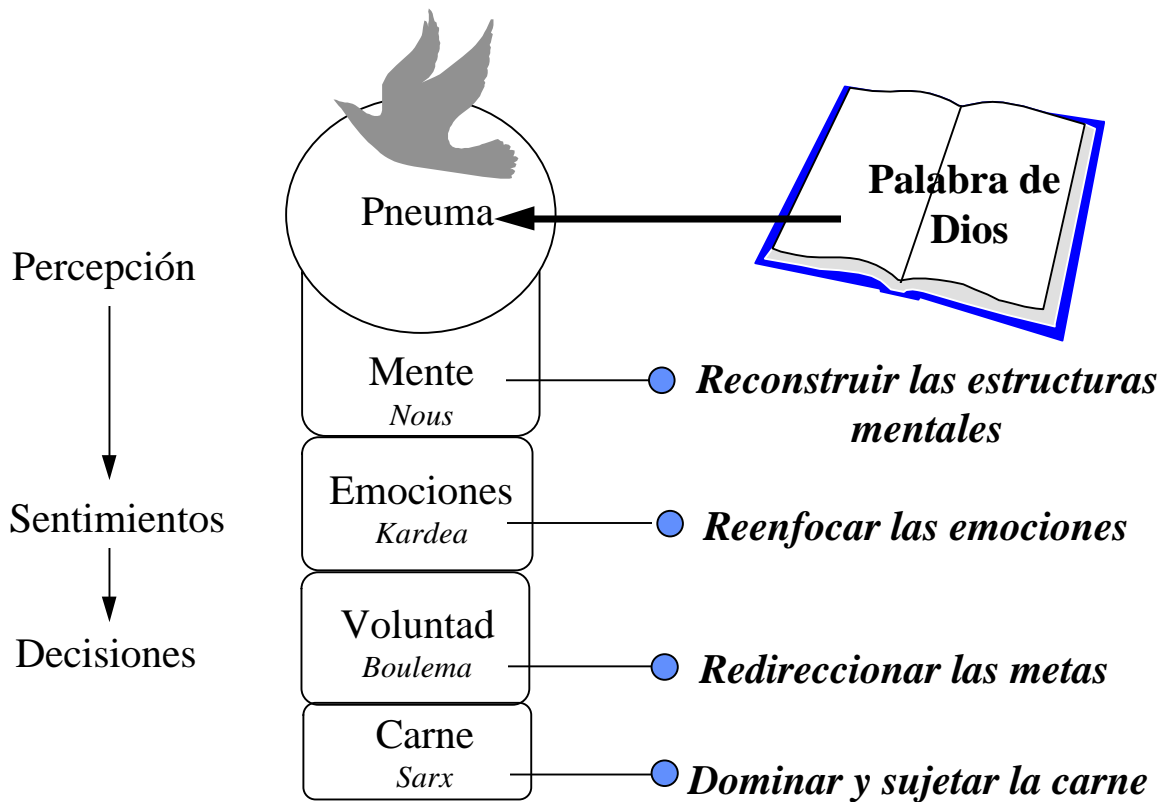 Pneuma
Palabra de
Dios
Percepción
Mente
Nous
Reconstruir las estructuras
mentales
Emociones
Kardea
Sentimientos
Reenfocar las emociones
Voluntad
Boulema
Decisiones
Redireccionar las metas
Carne
Sarx
Dominar y sujetar la carne